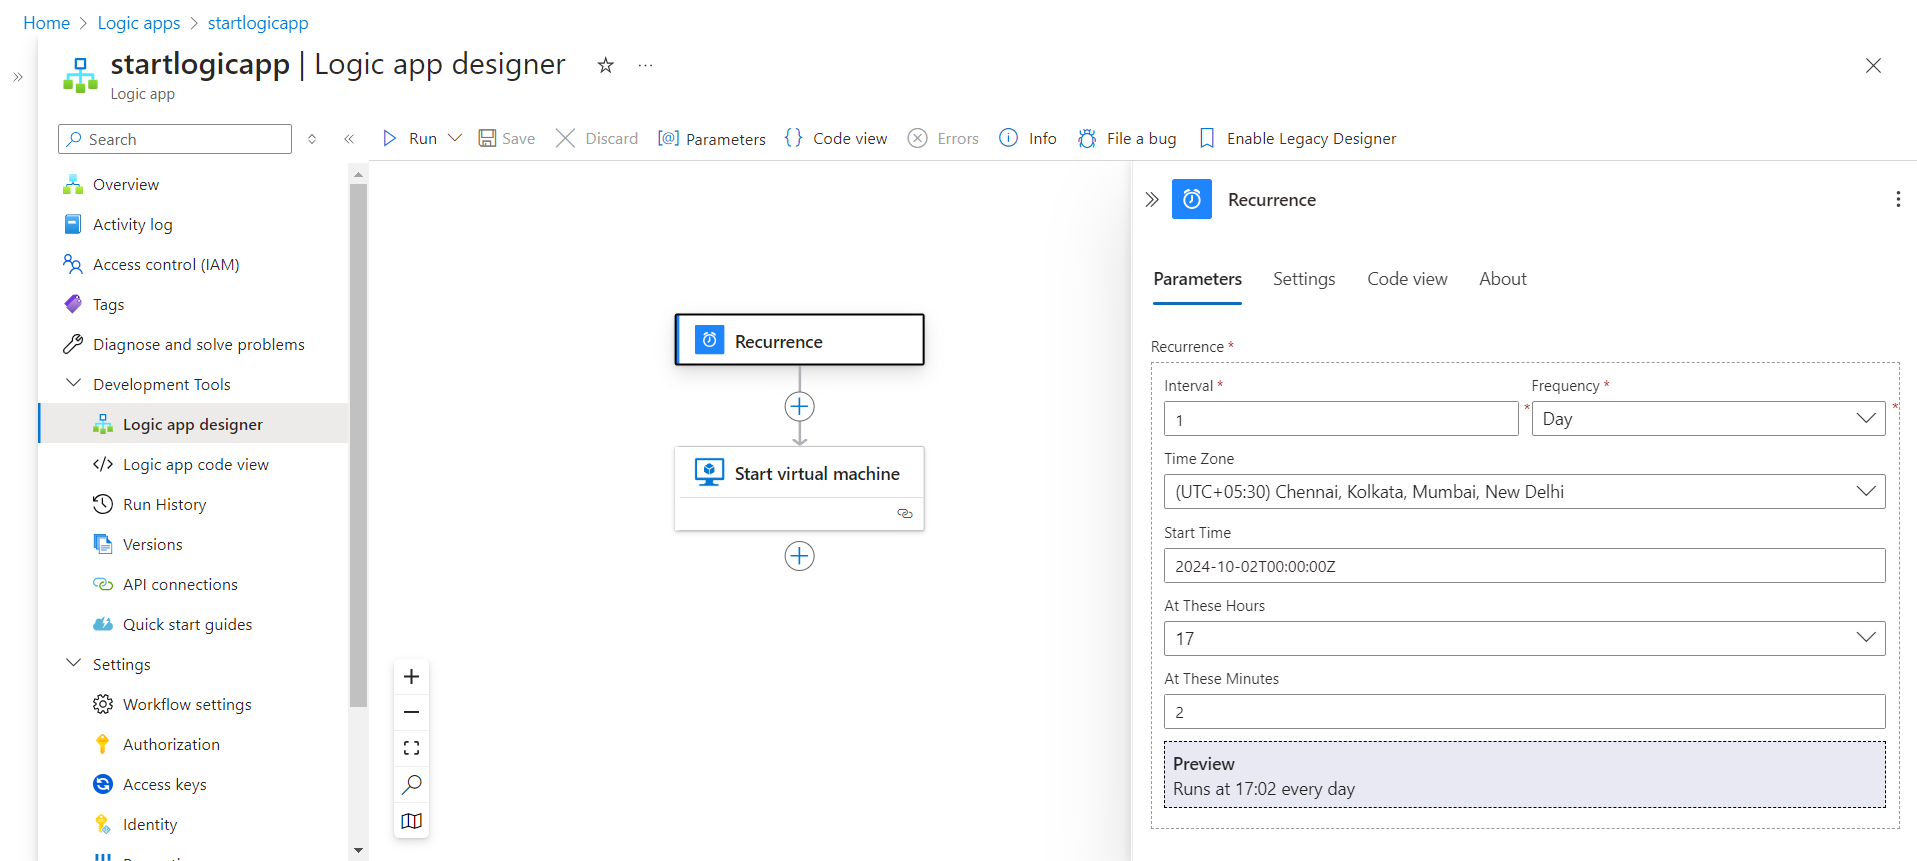 Home > Logic apps > startlogicapp
startlogicapp | Logic app designer
Logic app
Search
Run
Save
Discard
Parameters
Code view
Errors
Info
File a bug
Enable Legacy Designer
Overview
Activity log
Access control (IAM)
Tags
Diagnose and solve problems
Development Tools
Logic app designer
Logic app code view
Run History
Versions
API connections
Quick start guides
Settings
Workflow settings
Authorization
Access keys
Identity
Recurrence
Start virtual machine
Recurrence
Parameters
Settings
Code view
About
Recurrence *
Interval *
Frequency *
1
*
Day
*
Time Zone
(UTC+05:30) Chennai, Kolkata, Mumbai, New Delhi
Start Time
2024-10-02T00:00:00Z
At These Hours
17
At These Minutes
2
Preview
Runs at 17:02 every day